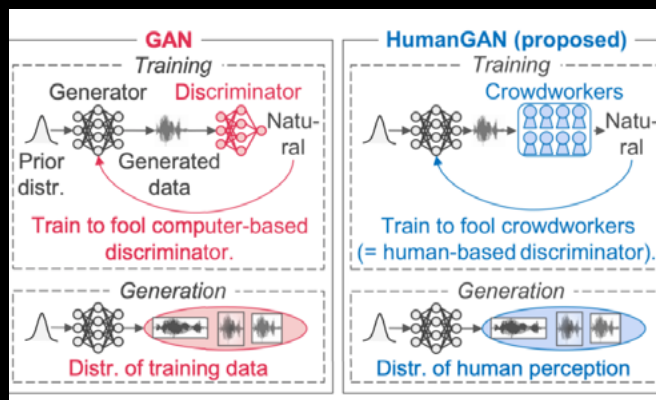 GAN
Training
Generator
Discriminator
Natu-
ral
Prior
distr.
Generated
data
Train to fool computer-based
discriminator.
Generation
Distr. of training data
HumanGAN (proposed)
Training
Crowdworkers
Natu-
ral
Train to fool crowdworkers
(= human-based discriminator).
Generation
Distr. of human perception